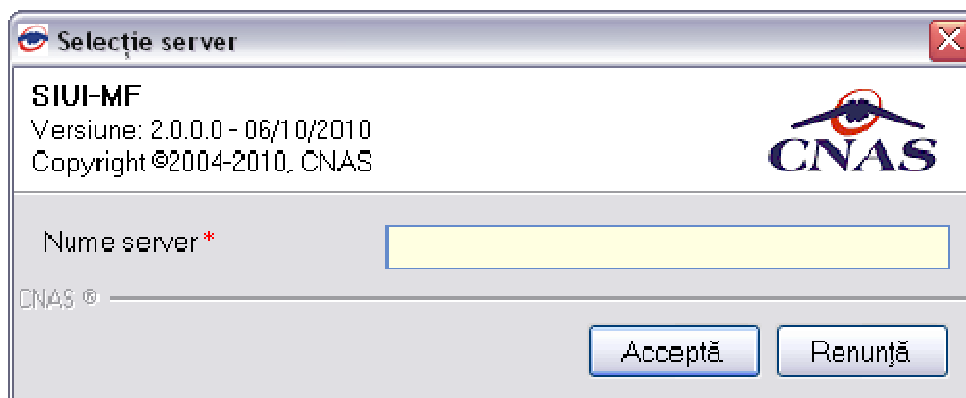 Selecție server
SIUI-MF
Versiune: 2.0.0.0 - 06/10/2010
Copyright ©2004-2010, CNAS
CNAS
Nume server *
CNAS ®
Acceptă Renunță